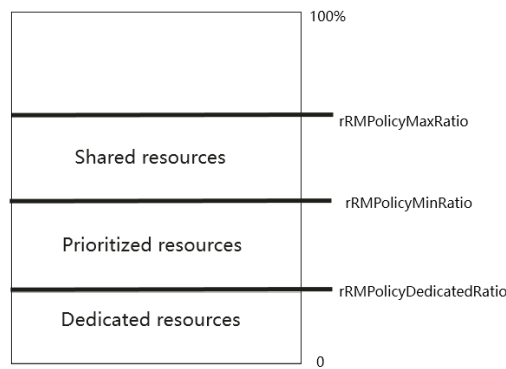 100%
rRMPolicyMaxRatio
Shared resources
rRMPolicyMinRatio
Prioritized resources
rRMPolicyDedicatedRatio
Dedicated resources
0